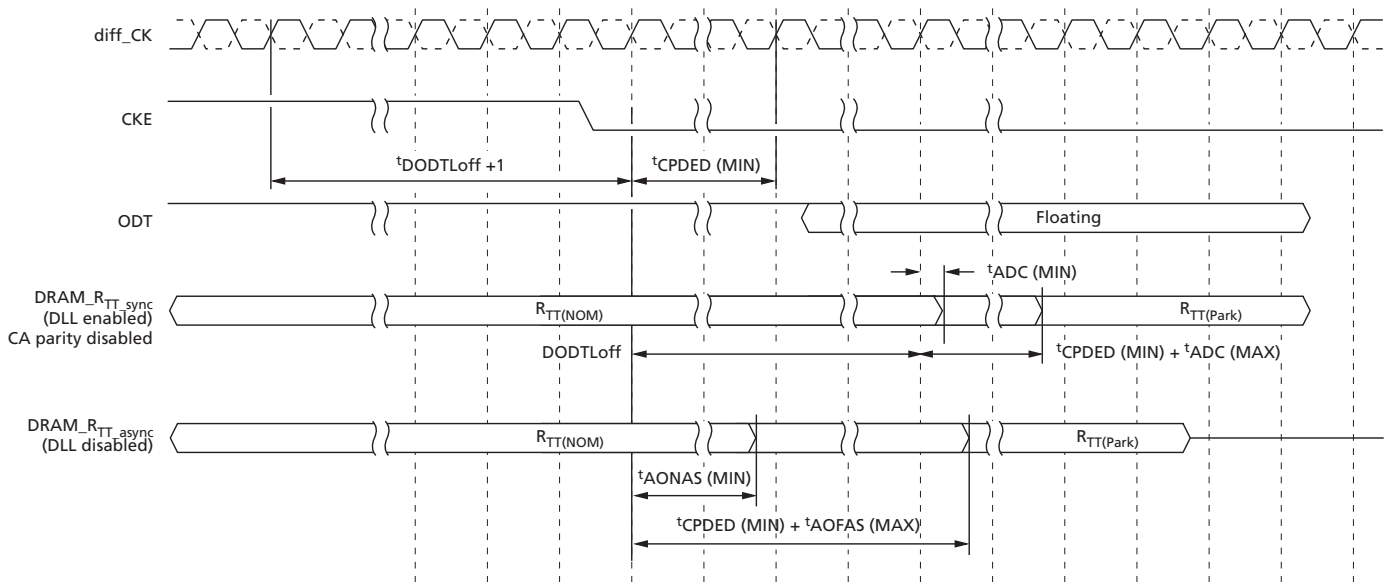 diff_CK
CKE
tDODTLoff +1
tCPDED (MIN)
ODT
Floating
tADC (MIN)
DRAM_RTT_sync
(DLL enabled)
CA parity disabled
RTT(NOM)
RTT(Park)
DODTLoff
tCPDED (MIN) + tADC (MAX)
DRAM_RTT_async
(DLL disabled)
RTT(NOM)
RTT(Park)
tAONAS (MIN)
tCPDED (MIN) + tAOFAS (MAX)